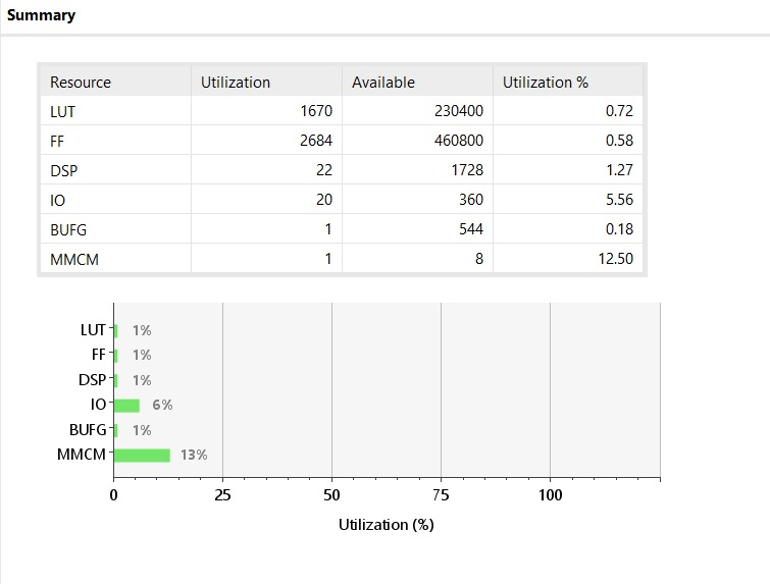 Summary
Resource Utilization Available Utilization %
LUT 1670 230400 0.72
FF 2684 460800 0.58
DSP 22 1728 1.27
IO 20 360 5.56
BUFG 1 544 0.18
MMCM 1 8 12.50
LUT 1%
FF 1%
DSP 1%
IO 6%
BUFG 1%
MMCM 13%
0 25 50 75 100
Utilization (%)